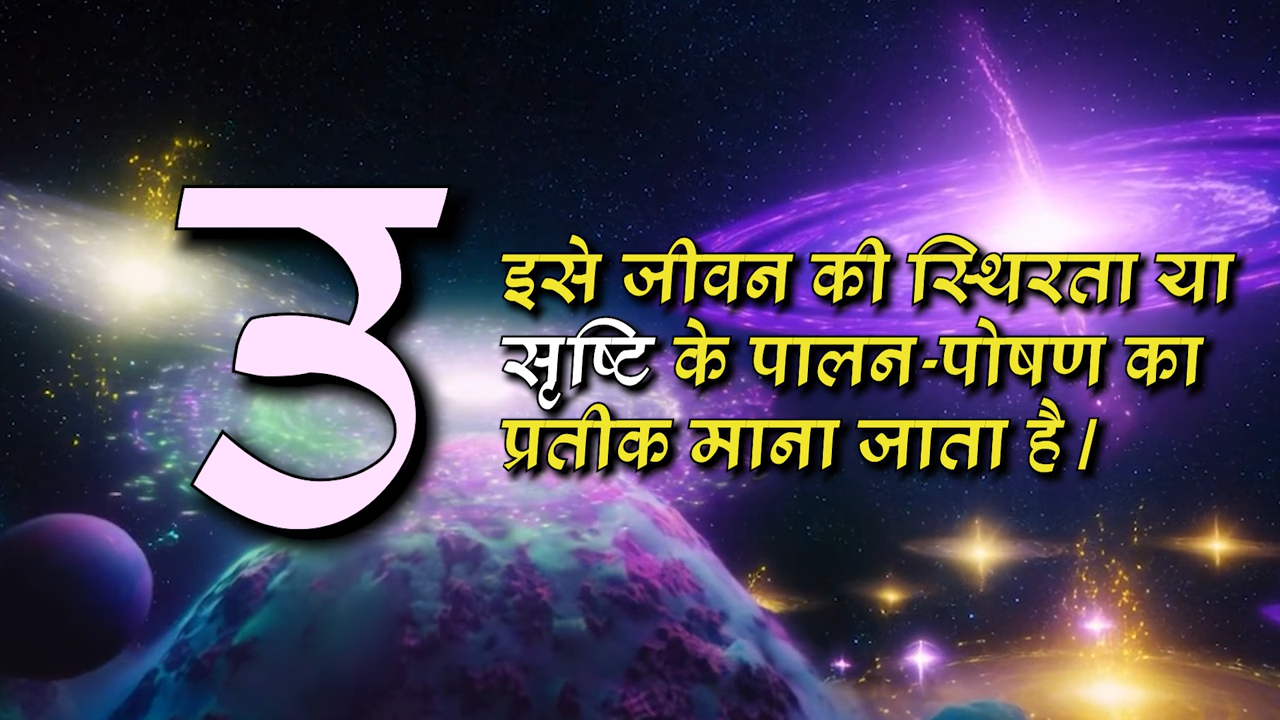 उ
इसे जीवन की स्थिरता या
सृष्टि के पालन-पोषण का
प्रतीक माना जाता है।